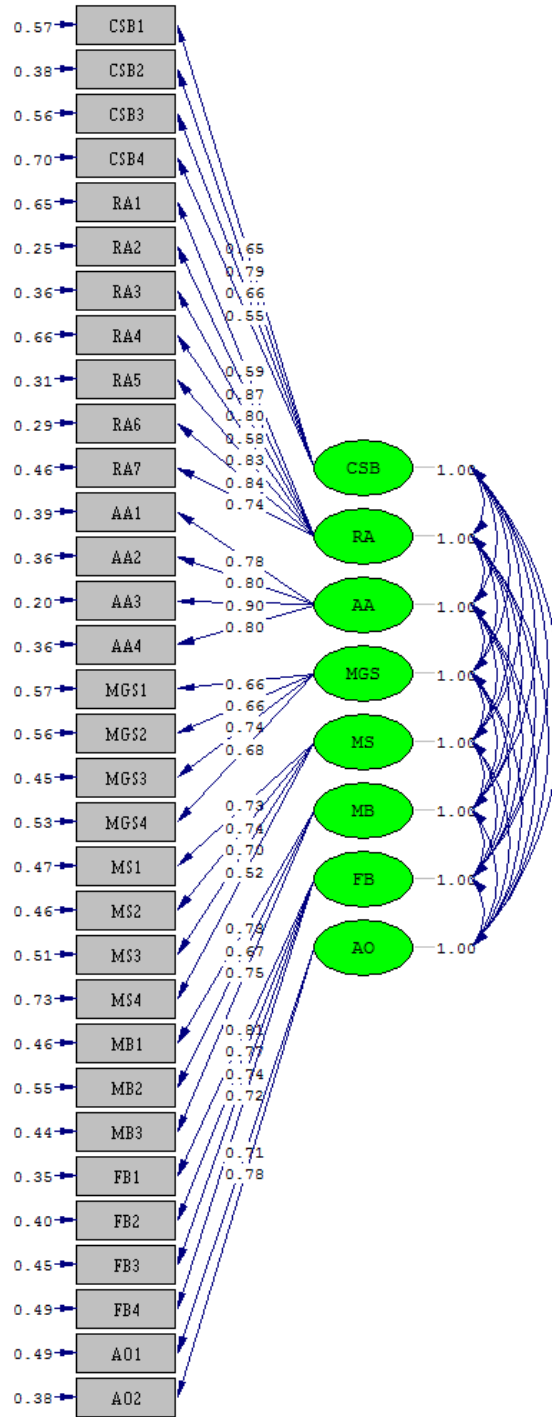 0.57 CSB1
0.38 CSB2
0.56 CSB3
0.70 CSB4
0.65 RA1
0.25 RA2
0.65
0.79
0.36 RA3
0.66
0.55
0.66 RA4
0.31 RA5
0.59
0.87
0.29 RA6
0.80
0.58
0.46 RA7
0.83
CSB 1.00
0.84
0.74
0.39 AA1
RA 1.00
0.36 AA2
0.78
0.80
0.20 AA3
0.90
AA 1.00
0.80
0.36 AA4
0.57 MGS1
0.66
MGS 1.00
0.66
0.56 MGS2
0.74
0.68
0.45 MGS3
MS 1.00
0.53 MGS4
0.73
MB 1.00
0.74
0.70
0.47 MS1
0.52
FB 1.00
0.46 MS2
0.67
AO 1.00
0.51 MS3
0.75
0.73 MS4
0.46 MB1
0.81
0.77
0.74
0.55 MB2
0.72
0.44 MB3
0.71
0.35 FB1
0.78
0.40 FB2
0.45 FB3
0.49 FB4
0.49 AO1
0.38 AO2